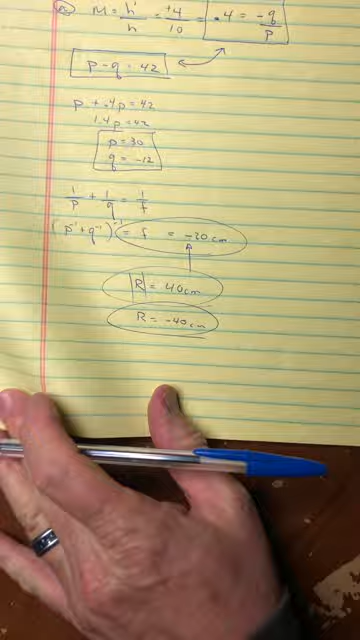 M = h'/h = +4/10 = .4 = -q/p
p - q = 42
p + .4p = 42
1.4p = 42
p = 30
q = -12
1/p + 1/q = 1/f
(p⁻¹ + q⁻¹)⁻¹ = f = -20 cm
|R| = 40 cm
R = -40 cm